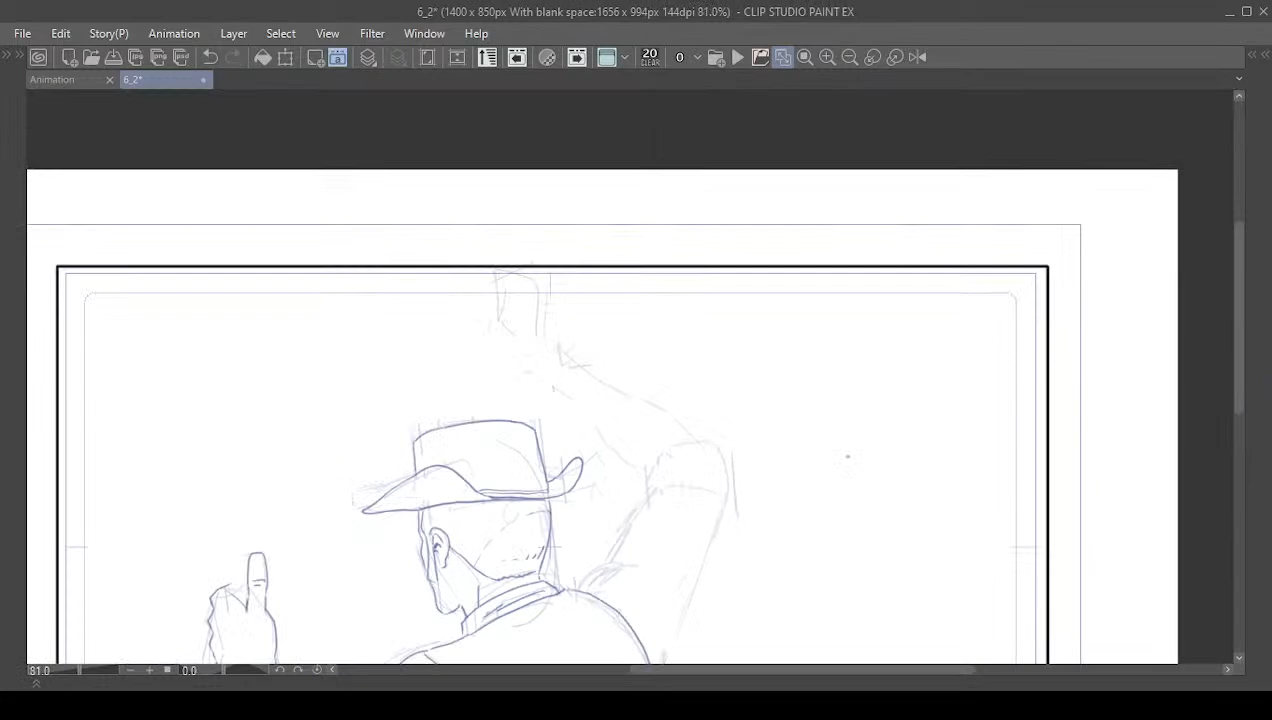 6_2* (1400 x 850px With blank space:1656 x 994px 144dpi 81.0%) - CLIP STUDIO PAINT EX
File Edit Story(P) Animation Layer Select View Filter Window Help
20 CLEAR 0
Animation 6_2*
81.0 0.0